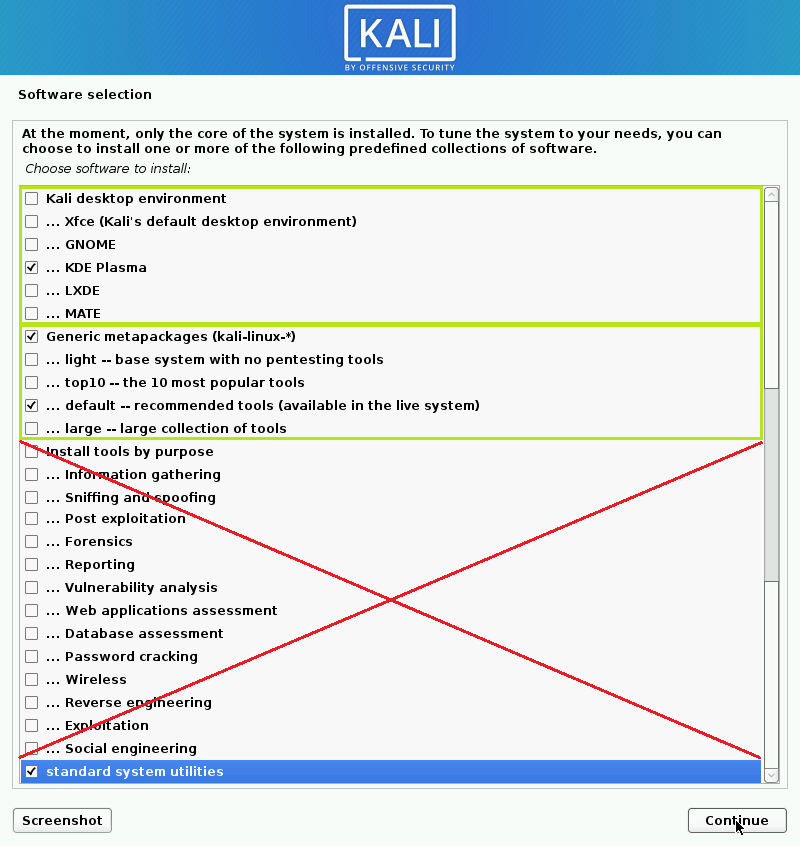 KALI
BY OFFENSIVE SECURITY
Software selection
At the moment, only the core of the system is installed. To tune the system to your needs, you can
choose to install one or more of the following predefined collections of software.
Choose software to install:
Kali desktop environment
... Xfce (Kali's default desktop environment)
... GNOME
... KDE Plasma
... LXDE
... MATE
Generic metapackages (kali-linux-*)
... light -- base system with no pentesting tools
... top10 -- the 10 most popular tools
... default -- recommended tools (available in the live system)
... large -- large collection of tools
Install tools by purpose
... Information gathering
... Sniffing and spoofing
... Post exploitation
... Forensics
... Reporting
... Vulnerability analysis
... Web applications assessment
... Database assessment
... Password cracking
... Wireless
... Reverse engineering
... Exploitation
... Social engineering
standard system utilities
Screenshot
Continue